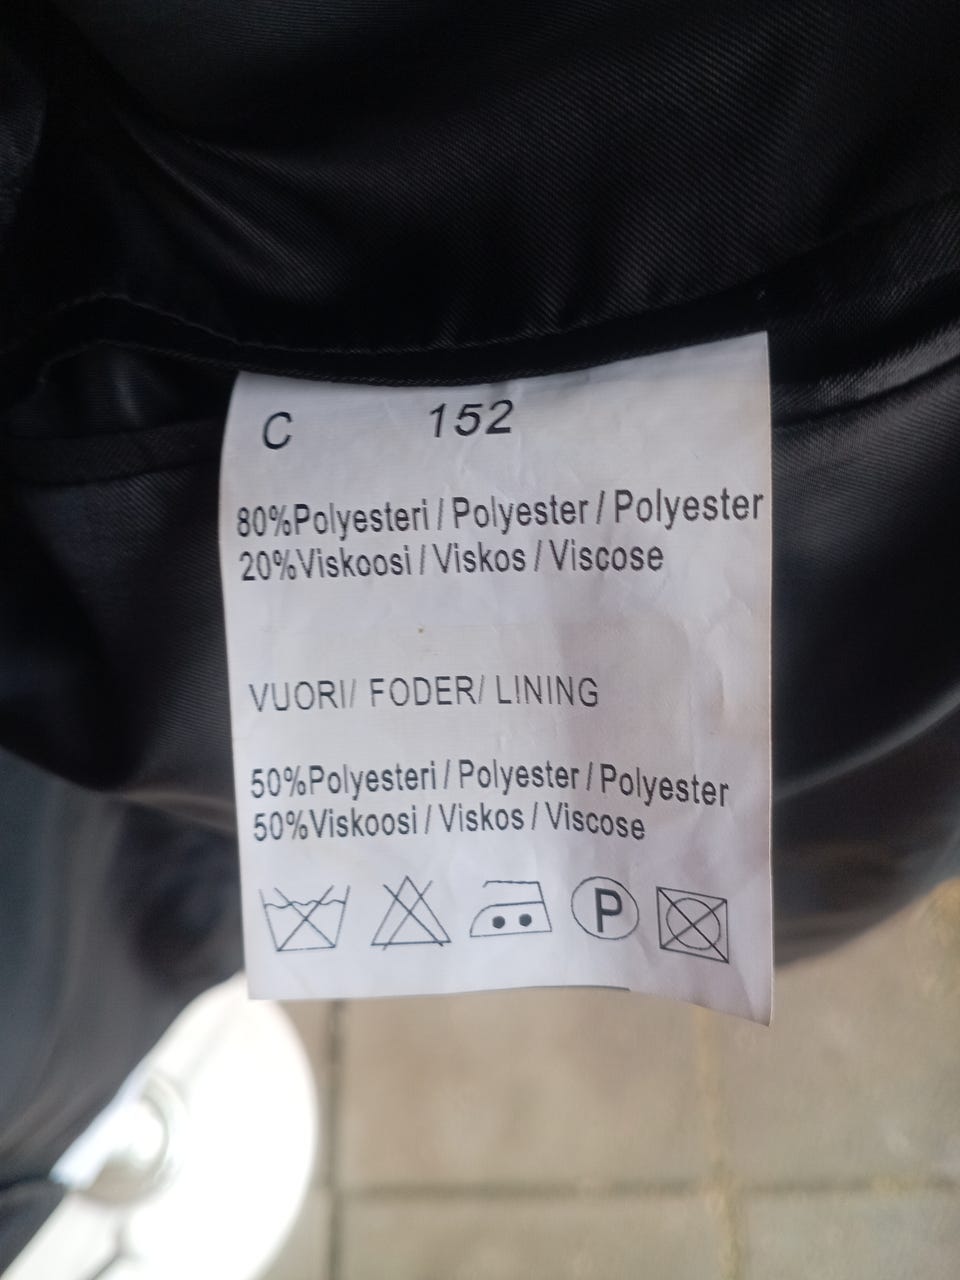 C 152
80%Polyesteri / Polyester / Polyester
20%Viskoosi / Viskos / Viscose
VUORI/ FODER/ LINING
50%Polyesteri / Polyester / Polyester
50%Viskoosi / Viskos / Viscose
P